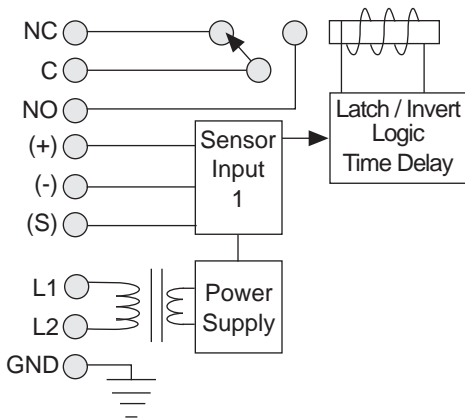 NC
C
NO
(+)
(-)
(S)
Sensor
Input
1
Latch / Invert
Logic
Time Delay
L1
L2
GND
Power
Supply